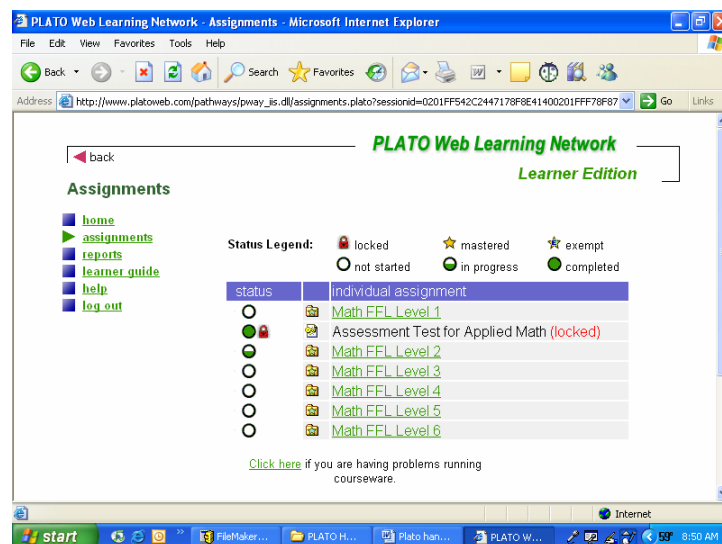 PLATO Web Learning Network - Assignments - Microsoft Internet Explorer
File Edit View Favorites Tools Help
Back Search Favorites
Address http://www.platoweb.com/pathways/pway_iis.dll/assignments.plato?sessionid=0201FF542C2447178F8E41400201FFF78F87 Go Links
back
PLATO Web Learning Network
Learner Edition
Assignments
home
assignments
reports
learner guide
help
log out
Status Legend: locked mastered exempt
not started in progress completed
status individual assignment
Math FFL Level 1
Assessment Test for Applied Math (locked)
Math FFL Level 2
Math FFL Level 3
Math FFL Level 4
Math FFL Level 5
Math FFL Level 6
Click here if you are having problems running
courseware.
Internet
start FileMaker... PLATO H... Plato han... PLATO W... 59° 8:50 AM